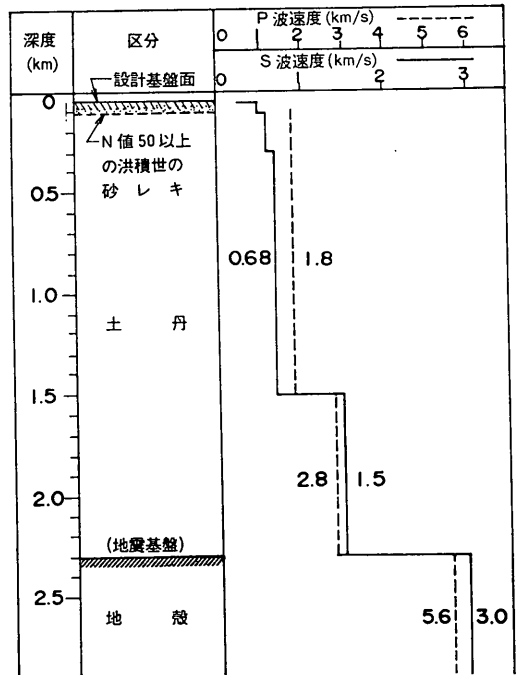 深度
(km)
区分
P 波速度 (km/s)
0 1 2 3 4 5 6
S 波速度 (km/s)
0 1 2 3
設計基盤面
0
N 値 50 以上
の洪積世の
砂 レ キ
0.5
0.68 1.8
1.0
土 丹
1.5
2.8 1.5
2.0
(地震基盤)
2.5
地 殻
5.6 3.0